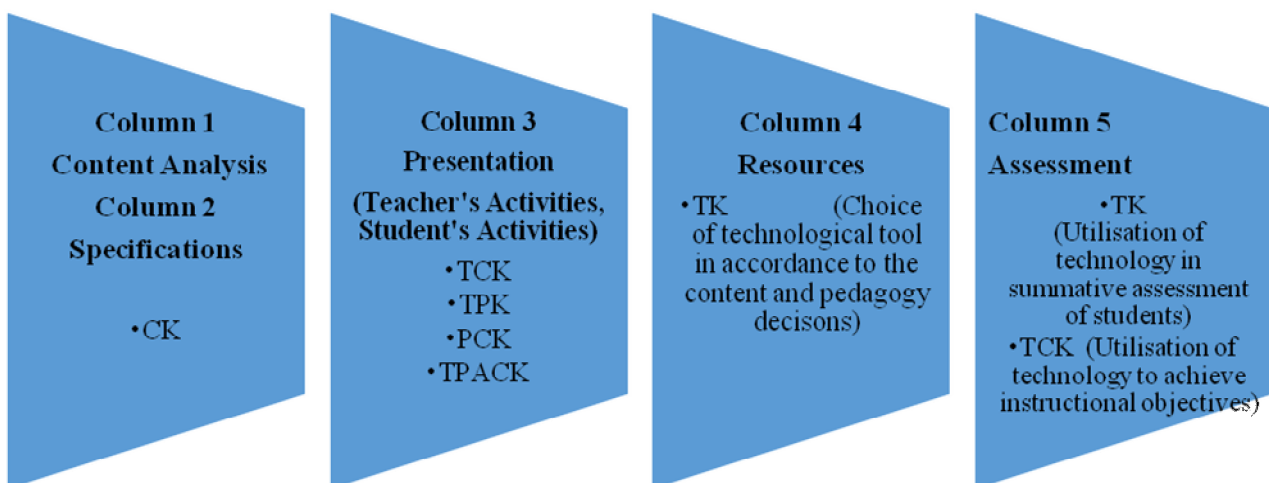 Column 1
Content Analysis
Column 2
Specifications
•CK
Column 3
Presentation
(Teacher's Activities,
Student's Activities)
•TCK
•TPK
•PCK
•TPACK
Column 4
Resources
•TK (Choice
of technological tool
in accordance to the
content and pedagogy
decisons)
Column 5
Assessment
•TK
(Utilisation of
technology in
summative assessment
of students)
•TCK (Utilisation of
technology to achieve
instructional objectives)